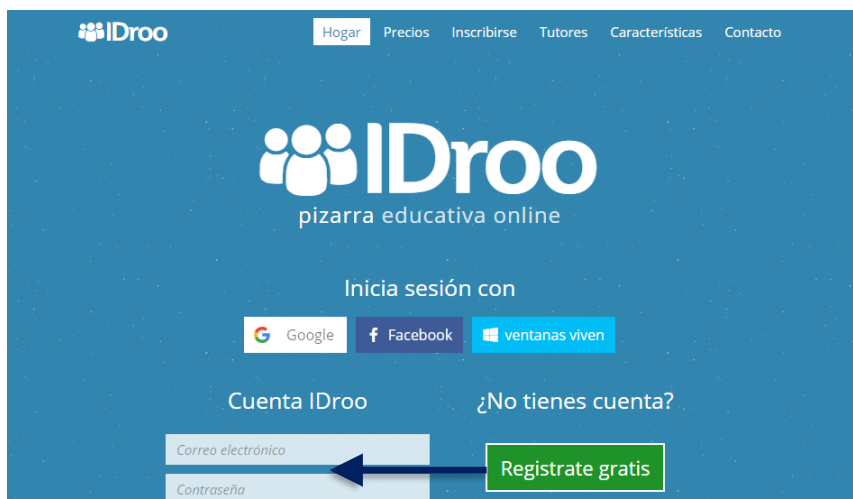 IDroo
Hogar Precios Inscribirse Tutores Características Contacto
IDroo
pizarra educativa online
Inicia sesión con
Google Facebook ventanas viven
Cuenta IDroo
Correo electrónico
Contraseña
¿No tienes cuenta?
Registrate gratis